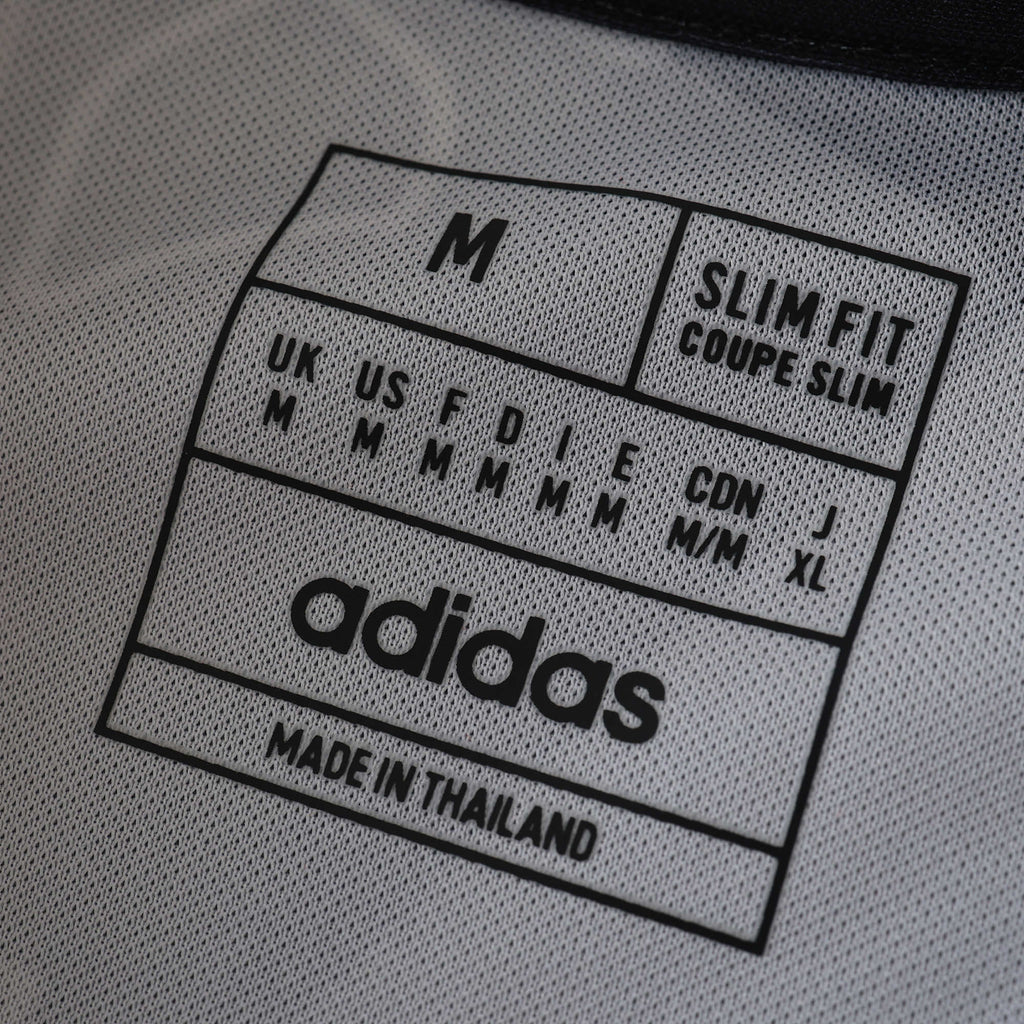 M
SLIM FIT
COUPE SLIM
UK US F D I E CDN J
M M M M M M M/M XL
adidas
MADE IN THAILAND